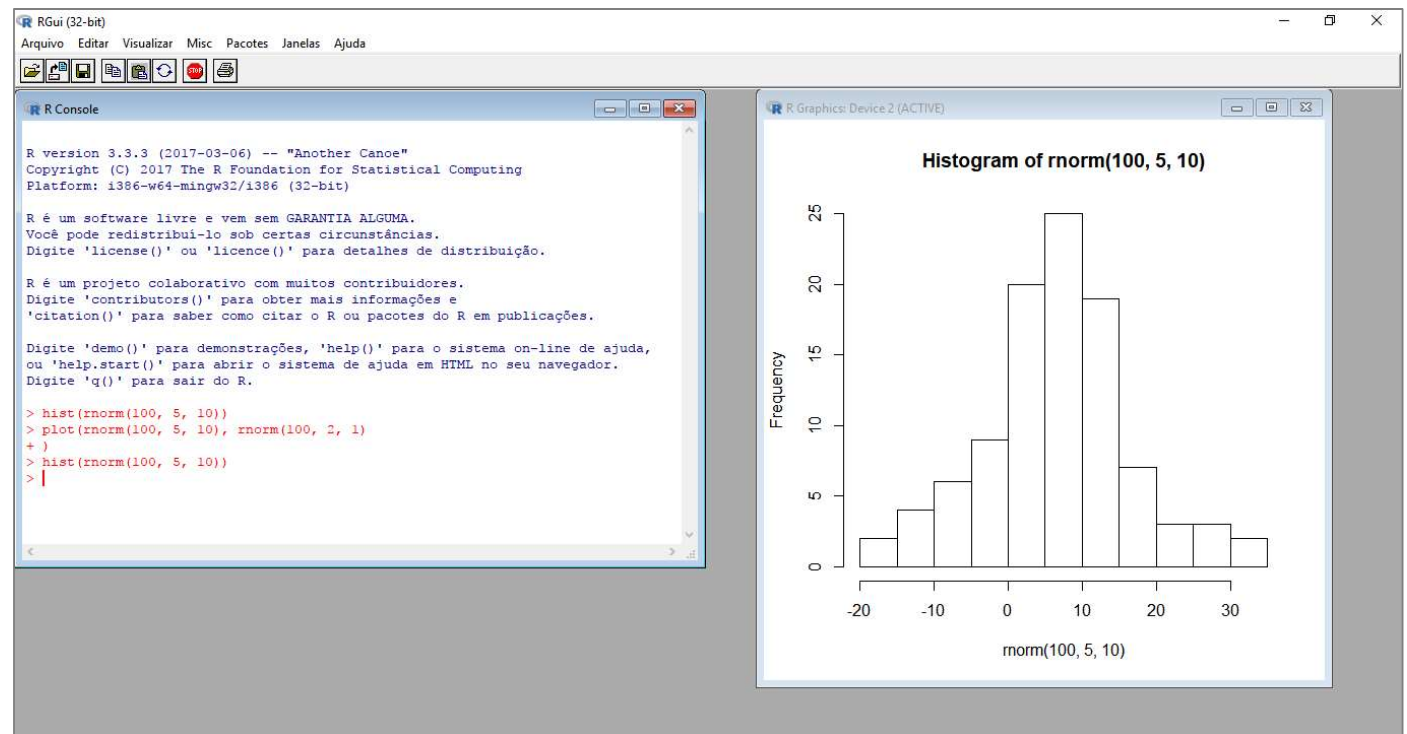 RGui (32-bit)
Arquivo Editar Visualizar Misc Pacotes Janelas Ajuda
STOP
R Console
R version 3.3.3 (2017-03-06) -- "Another Canoe"
Copyright (C) 2017 The R Foundation for Statistical Computing
Platform: i386-w64-mingw32/i386 (32-bit)
R é um software livre e vem sem GARANTIA ALGUMA.
Você pode redistribuí-lo sob certas circunstâncias.
Digite 'license()' ou 'licence()' para detalhes de distribuição.
R é um projeto colaborativo com muitos contribuidores.
Digite 'contributors()' para obter mais informações e
'citation()' para saber como citar o R ou pacotes do R em publicações.
Digite 'demo()' para demonstrações, 'help()' para o sistema on-line de ajuda,
ou 'help.start()' para abrir o sistema de ajuda em HTML no seu navegador.
Digite 'q()' para sair do R.
> hist(rnorm(100, 5, 10))
> plot(rnorm(100, 5, 10), rnorm(100, 2, 1)
+ )
> hist(rnorm(100, 5, 10))
>
R Graphics: Device 2 (ACTIVE)
Histogram of rnorm(100, 5, 10)
Frequency
25
20
15
10
5
0
-20 -10 0 10 20 30
rnorm(100, 5, 10)